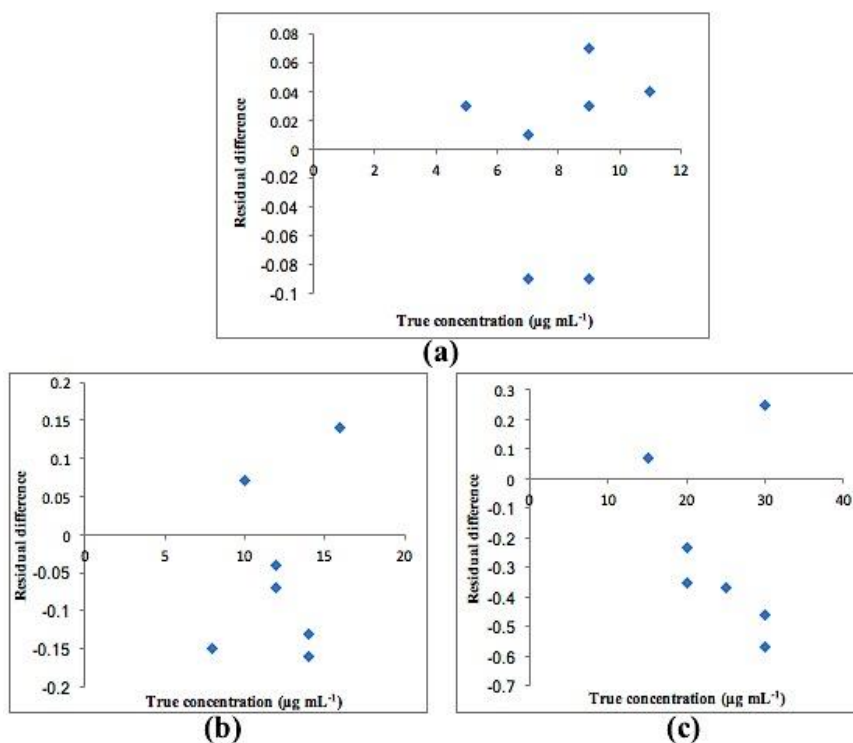 0.08
0.06
0.04
0.02
0
-0.02
-0.04
-0.06
-0.08
-0.1
0 2 4 6 8 10 12
Residual difference
True concentration (µg mL⁻¹)
(a)
0.2
0.15
0.1
0.05
0
-0.05
-0.1
-0.15
-0.2
0 5 10 15 20
Residual difference
True concentration (µg mL⁻¹)
(b)
0.3
0.2
0.1
0
-0.1
-0.2
-0.3
-0.4
-0.5
-0.6
-0.7
0 10 20 30 40
Residual difference
True concentration (µg mL⁻¹)
(c)